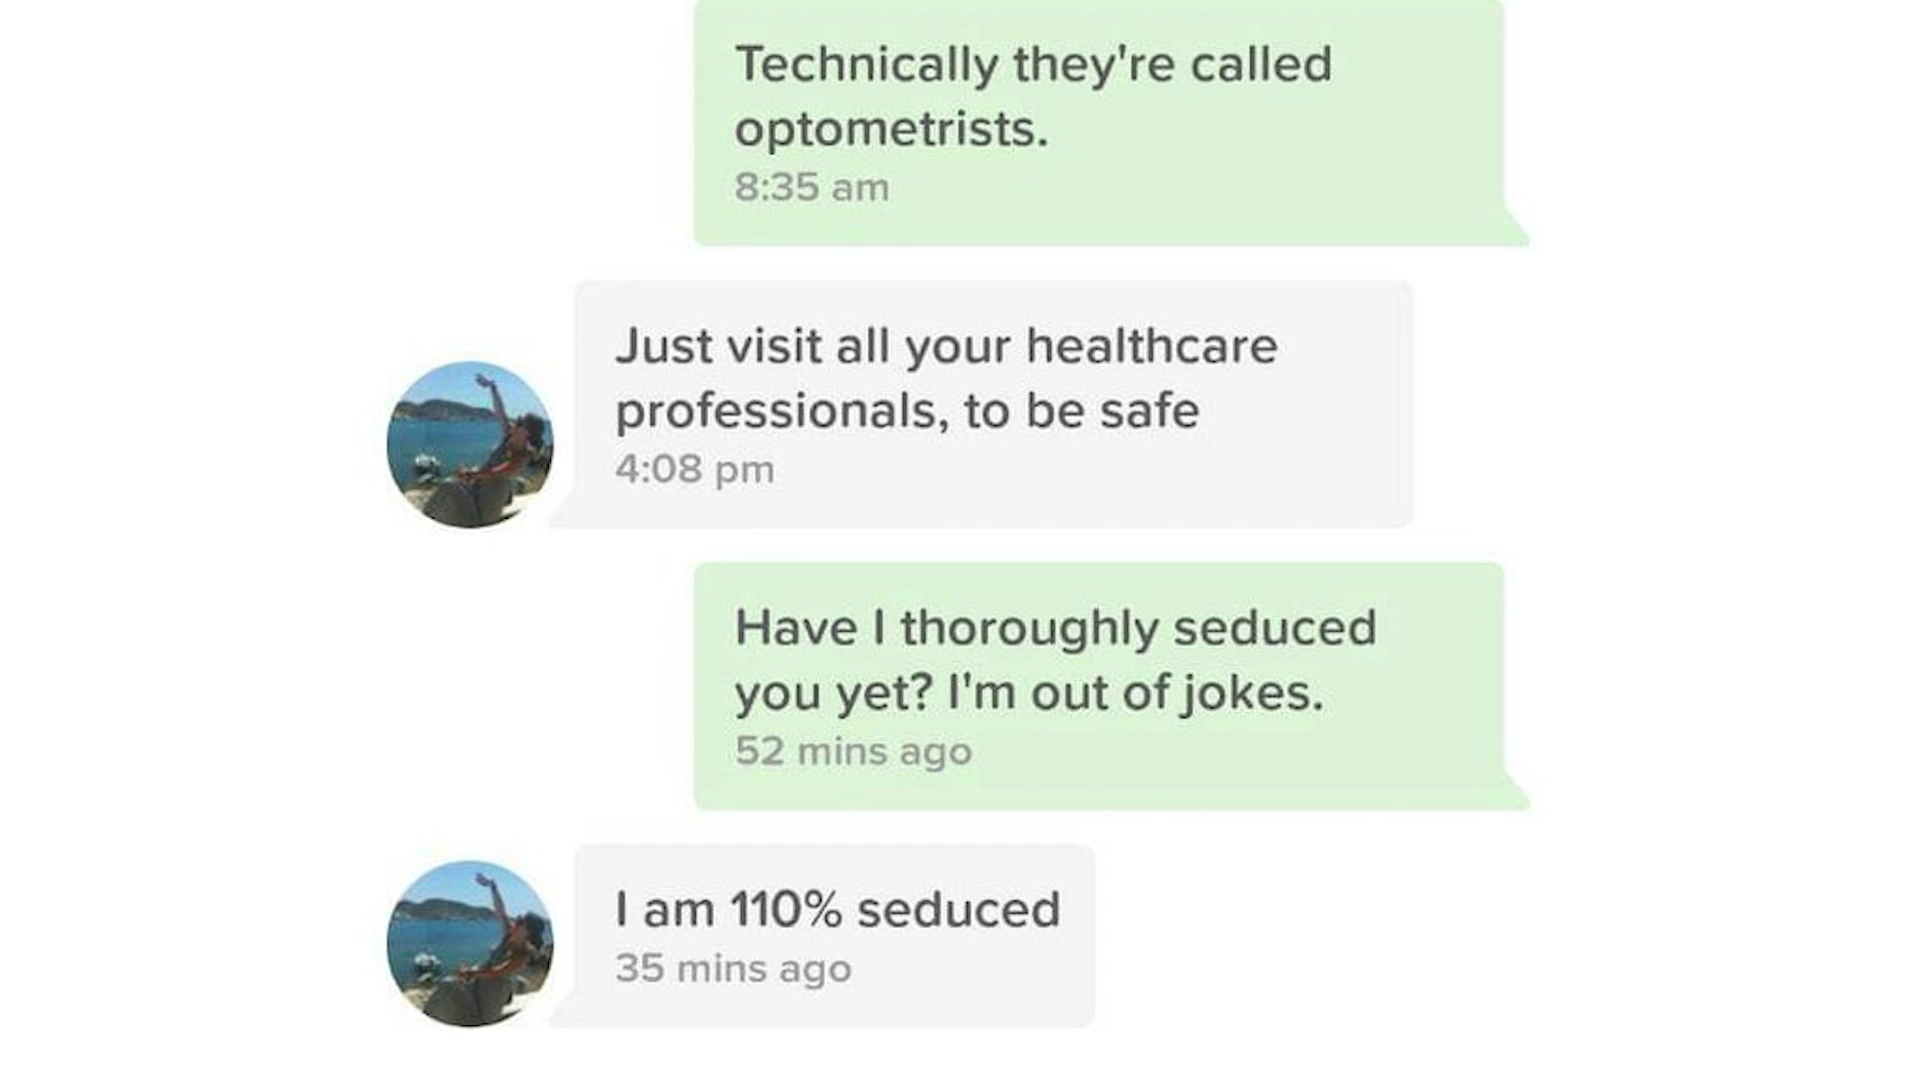 Technically they're called
optometrists.
8:35 am
Just visit all your healthcare
professionals, to be safe
4:08 pm
Have I thoroughly seduced
you yet? I'm out of jokes.
52 mins ago
I am 110% seduced
35 mins ago